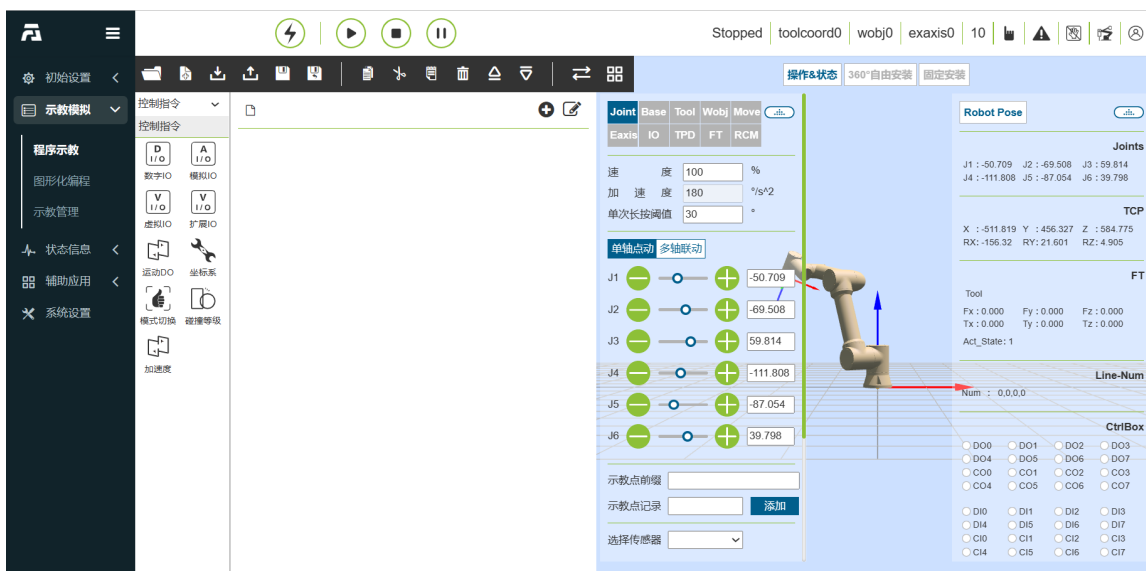 Stopped toolcoord0 wobj0 exaxis0 10
初始设置
示教模拟
程序示教
图形化编程
示教管理
状态信息
辅助应用
系统设置
控制指令
控制指令
D I/O A I/O
数字IO 模拟IO
V I/O V I/O
虚拟IO 扩展IO
运动DO 坐标系
模式切换 碰撞等级
加速度
操作&状态 360°自由安装 固定安装
Joint Base Tool Wobj Move
Eaxis IO TPD FT RCM
速度 100 %
加速度 180 °/s^2
单次长按阈值 30 °
单轴点动 多轴联动
J1 -50.709
J2 -69.508
J3 59.814
J4 -111.808
J5 -87.054
J6 39.798
示教点前缀
示教点记录 添加
选择传感器
Robot Pose
Joints
J1 : -50.709 J2 : -69.508 J3 : 59.814
J4 : -111.808 J5 : -87.054 J6 : 39.798
TCP
X : -511.819 Y : 456.327 Z : 584.775
RX: -156.32 RY: 21.601 RZ: 4.905
FT
Tool
Fx : 0.000 Fy : 0.000 Fz : 0.000
Tx : 0.000 Ty : 0.000 Tz : 0.000
Act_State: 1
Line-Num
Num : 0,0,0,0
CtrlBox
DO0 DO1 DO2 DO3
DO4 DO5 DO6 DO7
CO0 CO1 CO2 CO3
CO4 CO5 CO6 CO7
DI0 DI1 DI2 DI3
DI4 DI5 DI6 DI7
CI0 CI1 CI2 CI3
CI4 CI5 CI6 CI7